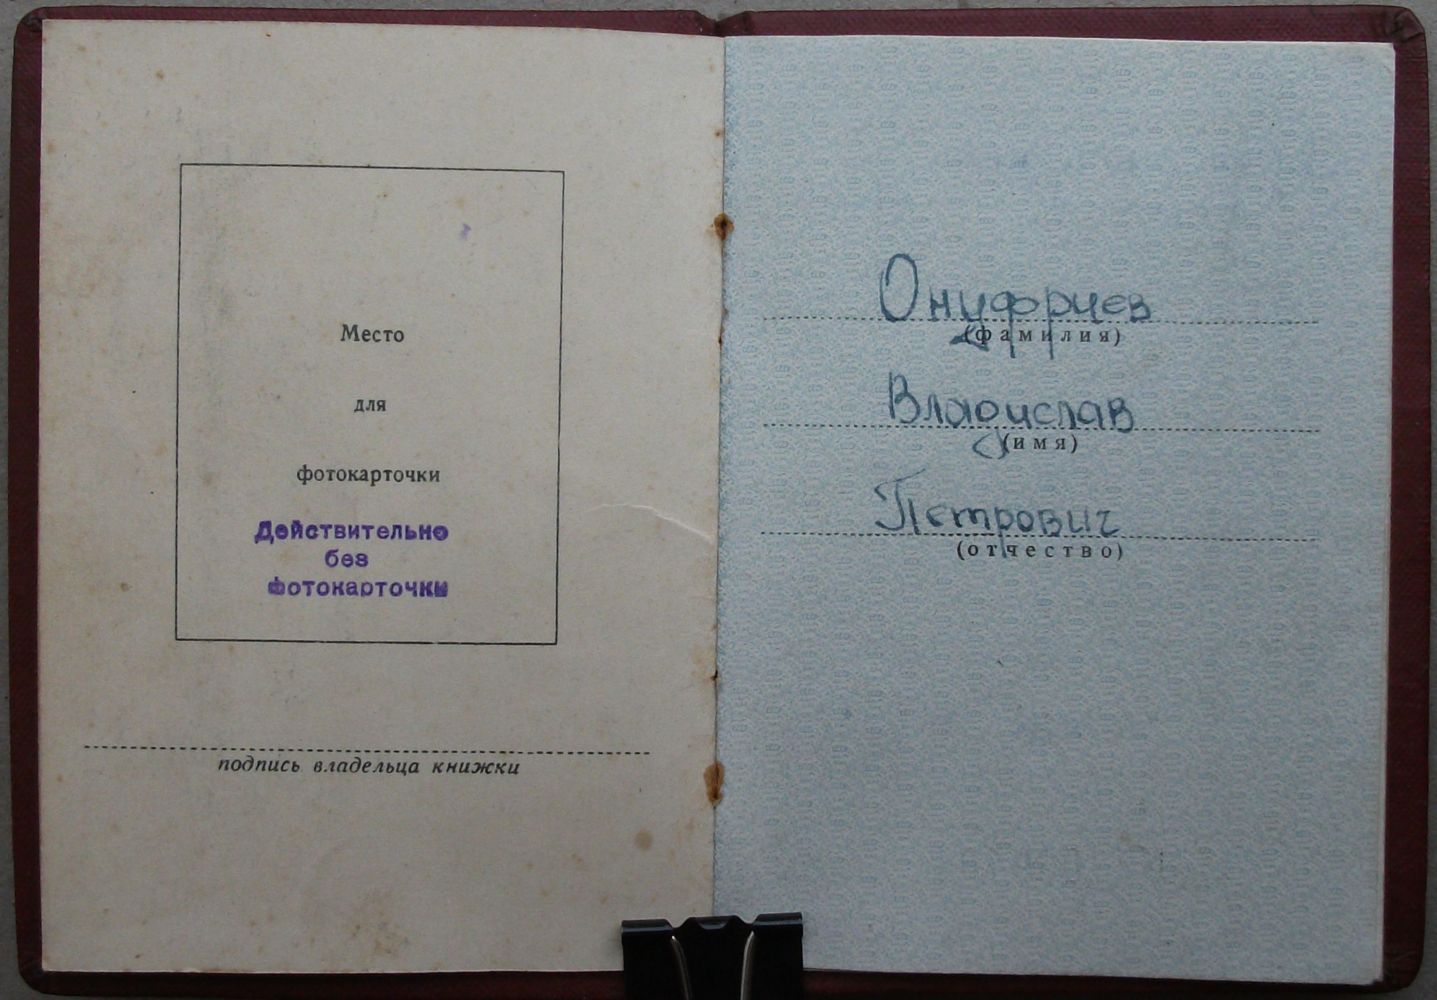 Место
для
фотокарточки
Действительно
без
фотокарточки
подпись владельца книжки
Онуфриев
(фамилия)
Владислав
(имя)
Петрович
(отчество)